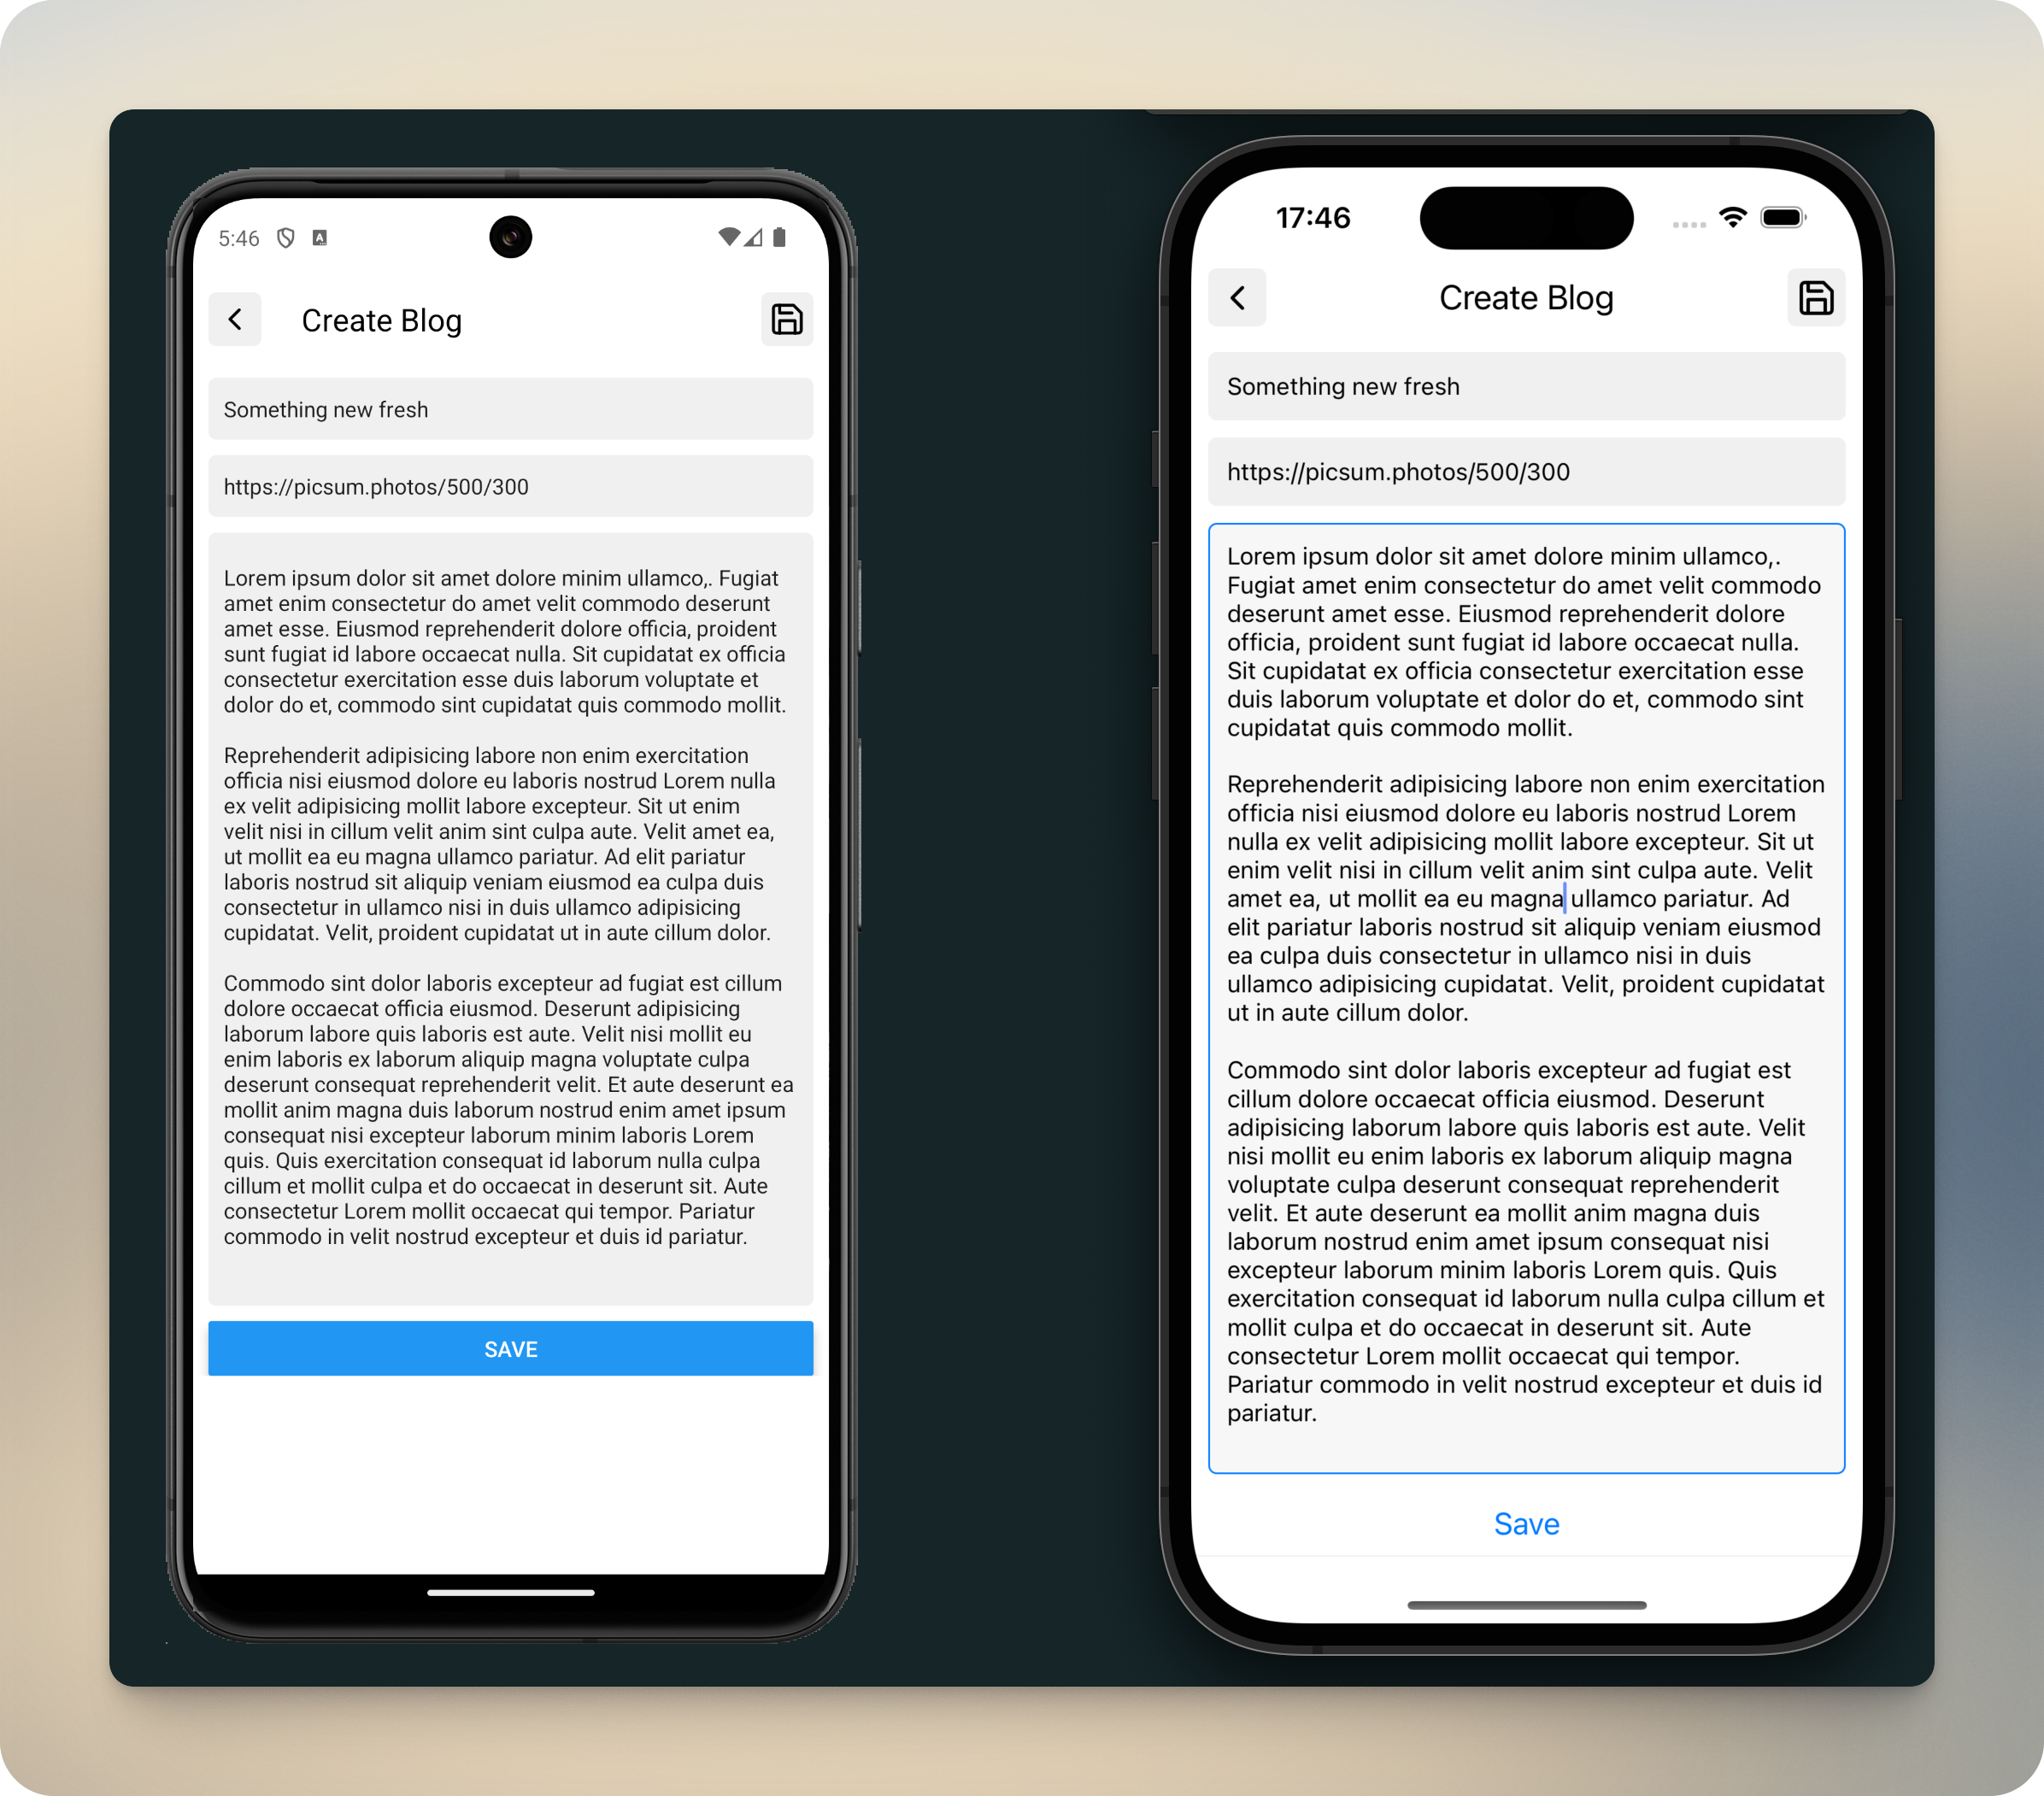 5:46
Create Blog
Something new fresh
https://picsum.photos/500/300
Lorem ipsum dolor sit amet dolore minim ullamco,. Fugiat
amet enim consectetur do amet velit commodo deserunt
amet esse. Eiusmod reprehenderit dolore officia, proident
sunt fugiat id labore occaecat nulla. Sit cupidatat ex officia
consectetur exercitation esse duis laborum voluptate et
dolor do et, commodo sint cupidatat quis commodo mollit.
Reprehenderit adipisicing labore non enim exercitation
officia nisi eiusmod dolore eu laboris nostrud Lorem nulla
ex velit adipisicing mollit labore excepteur. Sit ut enim
velit nisi in cillum velit anim sint culpa aute. Velit amet ea,
ut mollit ea eu magna ullamco pariatur. Ad elit pariatur
laboris nostrud sit aliquip veniam eiusmod ea culpa duis
consectetur in ullamco nisi in duis ullamco adipisicing
cupidatat. Velit, proident cupidatat ut in aute cillum dolor.
Commodo sint dolor laboris excepteur ad fugiat est cillum
dolore occaecat officia eiusmod. Deserunt adipisicing
laborum labore quis laboris est aute. Velit nisi mollit eu
enim laboris ex laborum aliquip magna voluptate culpa
deserunt consequat reprehenderit velit. Et aute deserunt ea
mollit anim magna duis laborum nostrud enim amet ipsum
consequat nisi excepteur laborum minim laboris Lorem
quis. Quis exercitation consequat id laborum nulla culpa
cillum et mollit culpa et do occaecat in deserunt sit. Aute
consectetur Lorem mollit occaecat qui tempor. Pariatur
commodo in velit nostrud excepteur et duis id pariatur.
SAVE
17:46
Create Blog
Something new fresh
https://picsum.photos/500/300
Lorem ipsum dolor sit amet dolore minim ullamco,.
Fugiat amet enim consectetur do amet velit commodo
deserunt amet esse. Eiusmod reprehenderit dolore
officia, proident sunt fugiat id labore occaecat nulla.
Sit cupidatat ex officia consectetur exercitation esse
duis laborum voluptate et dolor do et, commodo sint
cupidatat quis commodo mollit.
Reprehenderit adipisicing labore non enim exercitation
officia nisi eiusmod dolore eu laboris nostrud Lorem
nulla ex velit adipisicing mollit labore excepteur. Sit ut
enim velit nisi in cillum velit anim sint culpa aute. Velit
amet ea, ut mollit ea eu magna ullamco pariatur. Ad
elit pariatur laboris nostrud sit aliquip veniam eiusmod
ea culpa duis consectetur in ullamco nisi in duis
ullamco adipisicing cupidatat. Velit, proident cupidatat
ut in aute cillum dolor.
Commodo sint dolor laboris excepteur ad fugiat est
cillum dolore occaecat officia eiusmod. Deserunt
adipisicing laborum labore quis laboris est aute. Velit
nisi mollit eu enim laboris ex laborum aliquip magna
voluptate culpa deserunt consequat reprehenderit
velit. Et aute deserunt ea mollit anim magna duis
laborum nostrud enim amet ipsum consequat nisi
excepteur laborum minim laboris Lorem quis. Quis
exercitation consequat id laborum nulla culpa cillum et
mollit culpa et do occaecat in deserunt sit. Aute
consectetur Lorem mollit occaecat qui tempor.
Pariatur commodo in velit nostrud excepteur et duis id
pariatur.
Save